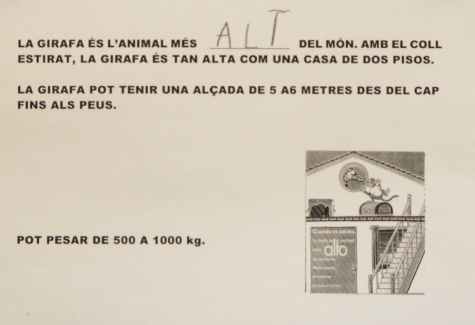 LA GIRAFA ÉS L'ANIMAL MÉS ALT DEL MÓN. AMB EL COLL
ESTIRAT, LA GIRAFA ÉS TAN ALTA COM UNA CASA DE DOS PISOS.
LA GIRAFA POT TENIR UNA ALÇADA DE 5 A6 METRES DES DEL CAP
FINS ALS PEUS.
POT PESAR DE 500 A 1000 kg.
alto